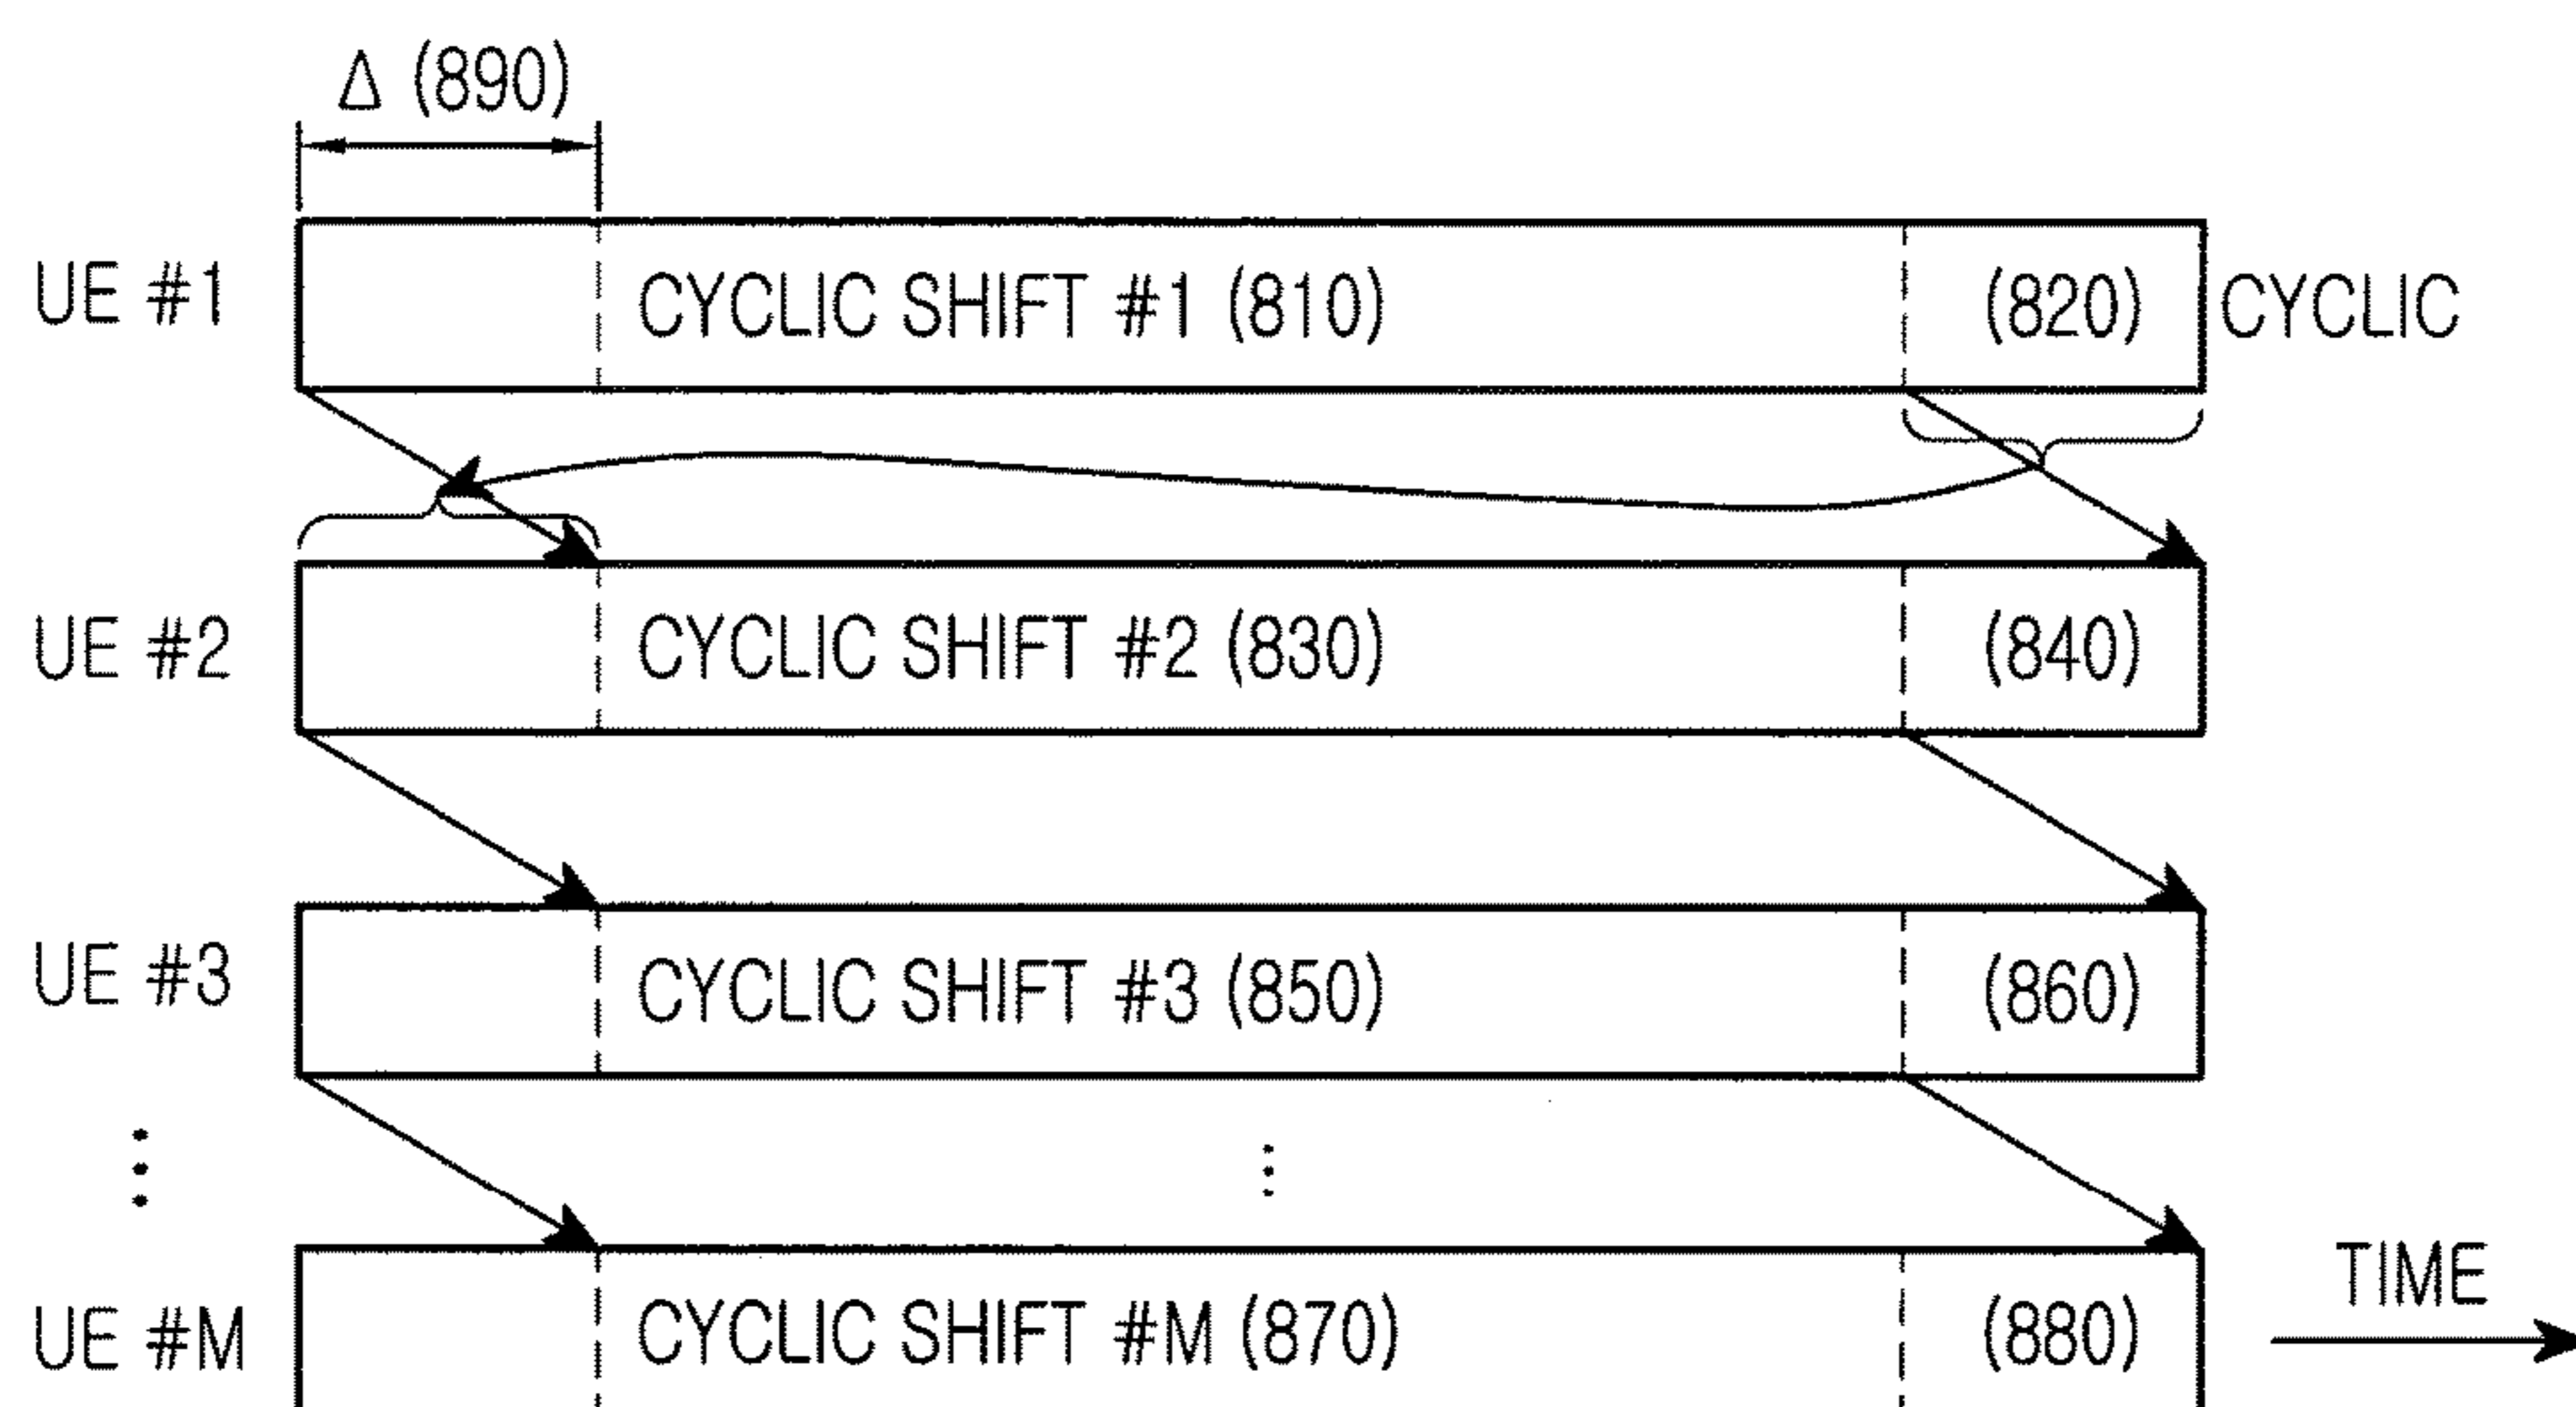 Δ (890)
UE #1 CYCLIC SHIFT #1 (810) (820) CYCLIC
UE #2 CYCLIC SHIFT #2 (830) (840)
UE #3 CYCLIC SHIFT #3 (850) (860)
TIME
UE #M CYCLIC SHIFT #M (870) (880)